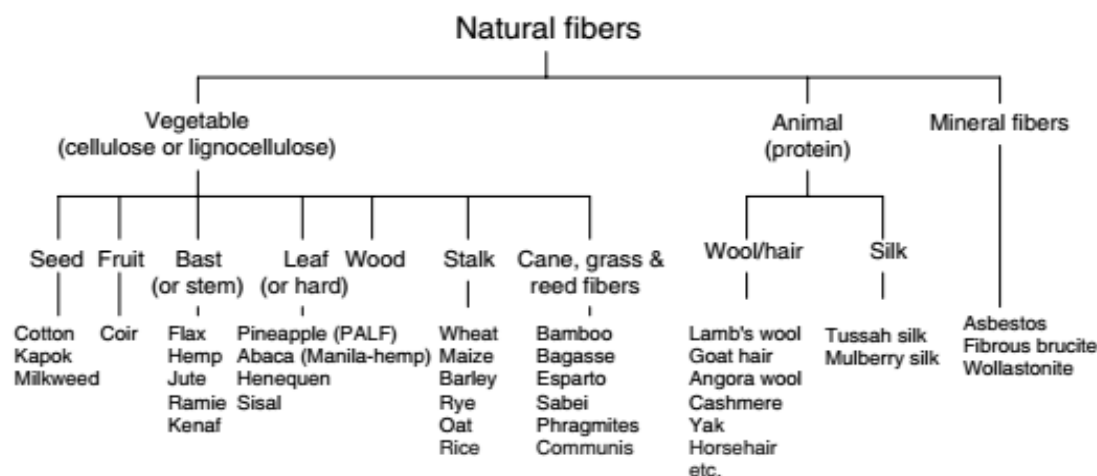 Natural fibers
Vegetable
(cellulose or lignocellulose)
Animal
(protein)
Mineral fibers
Seed
Fruit
Bast
(or stem)
Leaf
(or hard)
Wood
Stalk
Cane, grass &
reed fibers
Wool/hair
Silk
Cotton
Kapok
Milkweed
Coir
Flax
Hemp
Jute
Ramie
Kenaf
Pineapple (PALF)
Abaca (Manila-hemp)
Henequen
Sisal
Wheat
Maize
Barley
Rye
Oat
Rice
Bamboo
Bagasse
Esparto
Sabei
Phragmites
Communis
Lamb's wool
Goat hair
Angora wool
Cashmere
Yak
Horsehair
etc.
Tussah silk
Mulberry silk
Asbestos
Fibrous brucite
Wollastonite